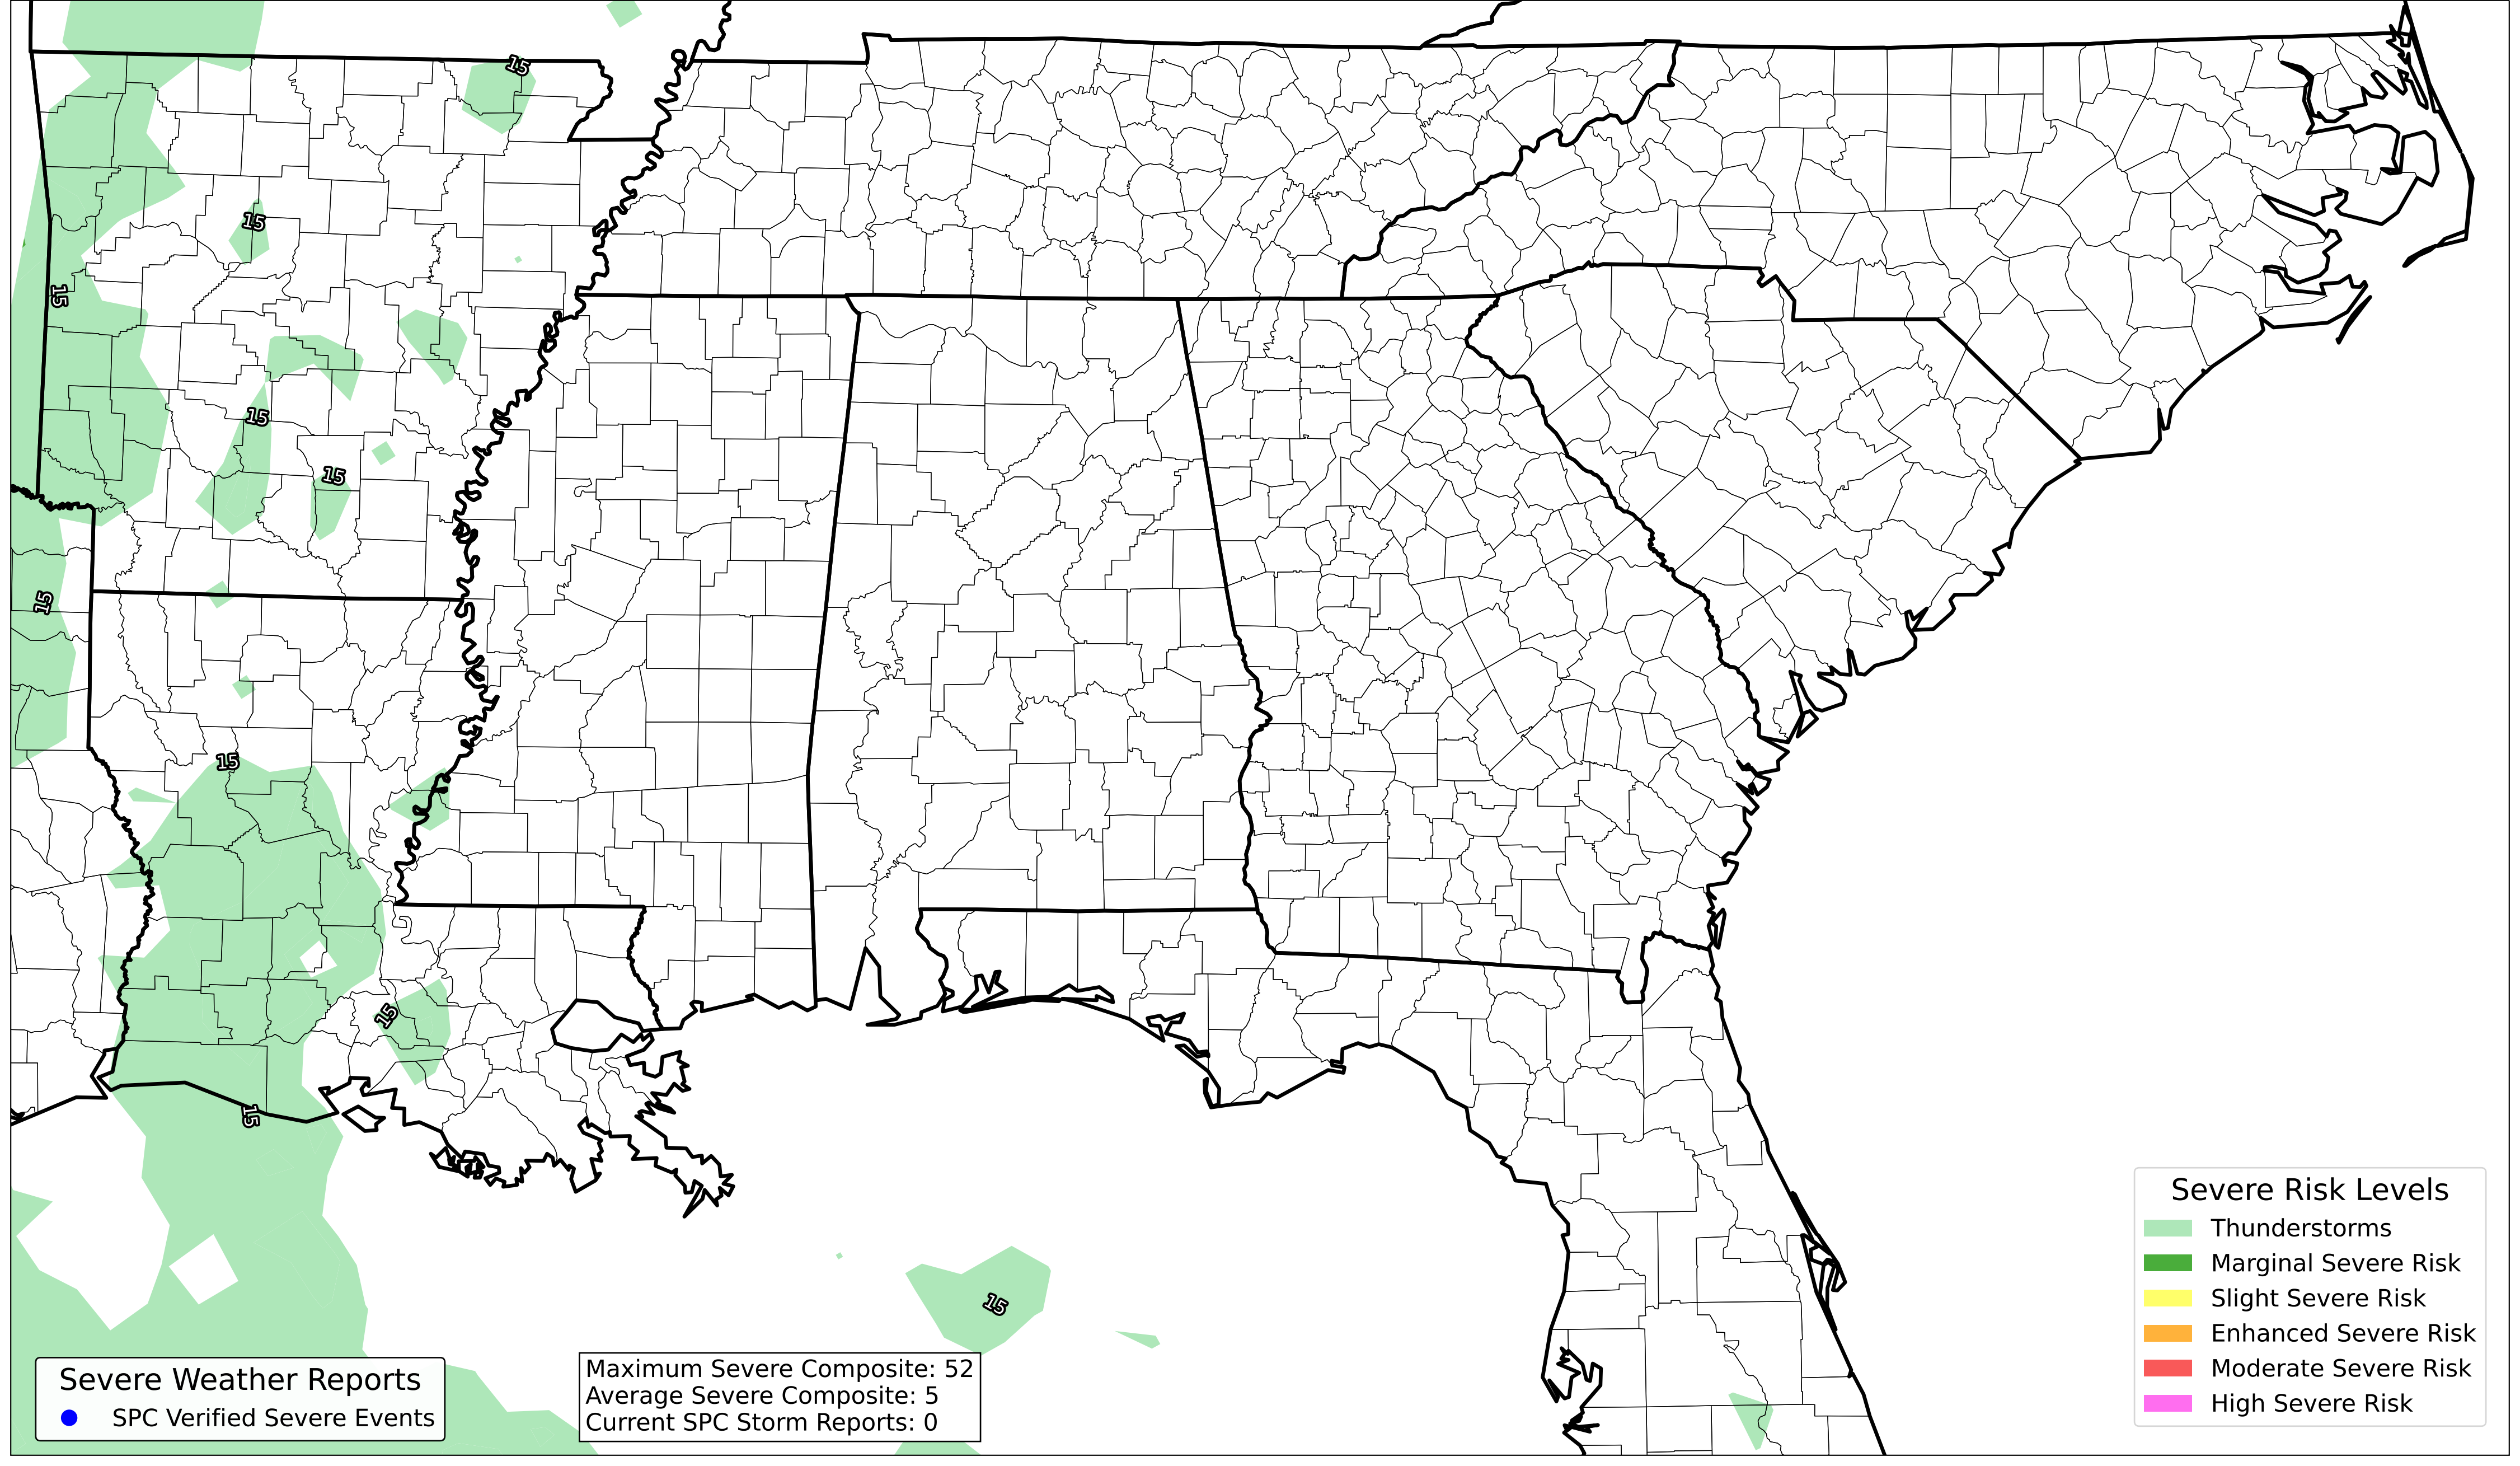 15
15
15
15
15
15
15
15
15
15
Severe Risk Levels
Thunderstorms
Marginal Severe Risk
Slight Severe Risk
Enhanced Severe Risk
Moderate Severe Risk
High Severe Risk
15
Severe Weather Reports
SPC Verified Severe Events
Maximum Severe Composite: 52
Average Severe Composite: 5
Current SPC Storm Reports: 0